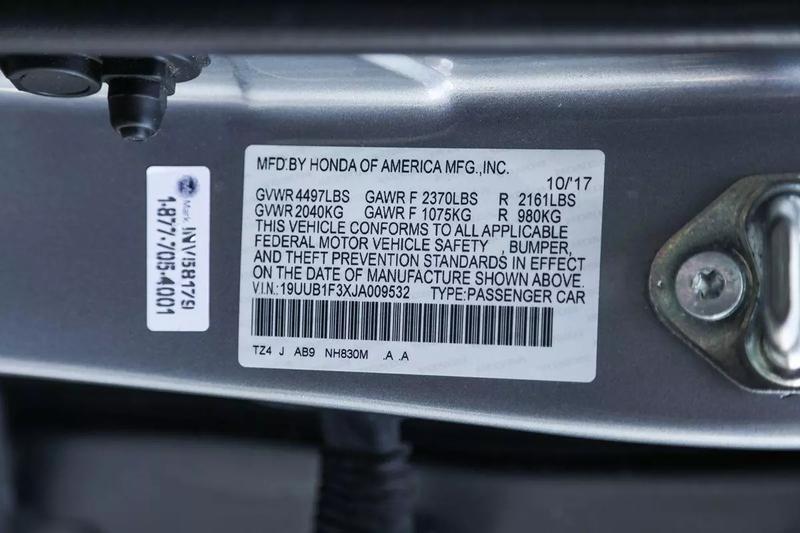 MFD.BY HONDA OF AMERICA MFG.,INC.
10/'17
GVWR 4497LBS GAWR F 2370LBS R 2161LBS
GVWR 2040KG GAWR F 1075KG R 980KG
THIS VEHICLE CONFORMS TO ALL APPLICABLE
FEDERAL MOTOR VEHICLE SAFETY , BUMPER,
AND THEFT PREVENTION STANDARDS IN EFFECT
ON THE DATE OF MANUFACTURE SHOWN ABOVE.
V.I.N.: 19UUB1F3XJA009532 TYPE:PASSENGER CAR
TZ4 J AB9 NH830M .A .A
Mark. INV58179
1-877-705-4001